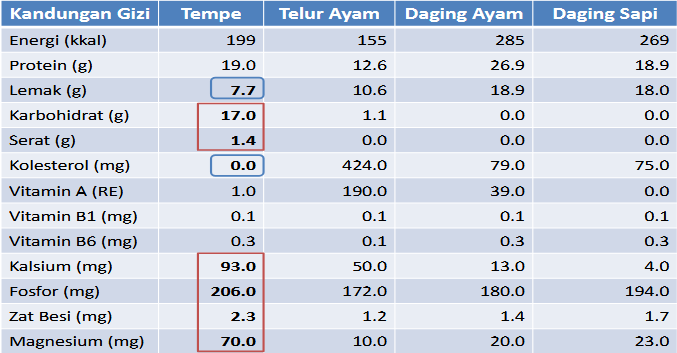 Kandungan Gizi Tempe Telur Ayam Daging Ayam Daging Sapi
Energi (kkal) 199 155 285 269
Protein (g) 19.0 12.6 26.9 18.9
Lemak (g) 7.7 10.6 18.9 18.0
Karbohidrat (g) 17.0 1.1 0.0 0.0
Serat (g) 1.4 0.0 0.0 0.0
Kolesterol (mg) 0.0 424.0 79.0 75.0
Vitamin A (RE) 1.0 190.0 39.0 0.0
Vitamin B1 (mg) 0.1 0.1 0.1 0.1
Vitamin B6 (mg) 0.3 0.1 0.3 0.3
Kalsium (mg) 93.0 50.0 13.0 4.0
Fosfor (mg) 206.0 172.0 180.0 194.0
Zat Besi (mg) 2.3 1.2 1.4 1.7
Magnesium (mg) 70.0 10.0 20.0 23.0